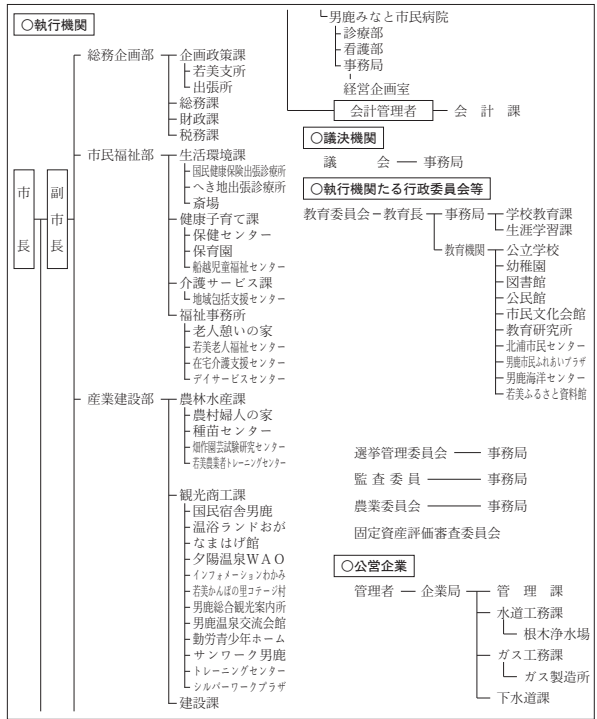 ○執行機関
総務企画部
企画政策課
若美支所
出張所
総務課
財政課
税務課
市民福祉部
生活環境課
国民健康保険出張診療所
へき地出張診療所
斎場
健康子育て課
保健センター
保育園
船越児童福祉センター
介護サービス課
地域包括支援センター
福祉事務所
老人憩いの家
若美老人福祉センター
在宅介護支援センター
デイサービスセンター
市長
副市長
産業建設部
農林水産課
農村婦人の家
種苗センター
畑作園芸試験研究センター
若美農業者トレーニングセンター
観光商工課
国民宿舎男鹿
温浴ランドおが
なまはげ館
夕陽温泉WAO
インフォメーションわかみ
若美かんぽの里コテージ村
男鹿総合観光案内所
男鹿温泉交流会館
勤労青少年ホーム
サンワーク男鹿
トレーニングセンター
シルバーワークプラザ
建設課
男鹿みなと市民病院
診療部
看護部
事務局
経営企画室
会計管理者 会計課
○議決機関
議会 事務局
○執行機関たる行政委員会等
教育委員会 教育長 事務局 学校教育課
生涯学習課
教育機関 公立学校
幼稚園
図書館
公民館
市民文化会館
教育研究所
北浦市民センター
男鹿市民ふれあいプラザ
男鹿海洋センター
若美ふるさと資料館
選挙管理委員会 事務局
監査委員 事務局
農業委員会 事務局
固定資産評価審査委員会
○公営企業
管理者 企業局 管理課
水道工務課
根木浄水場
ガス工務課
ガス製造所
下水道課